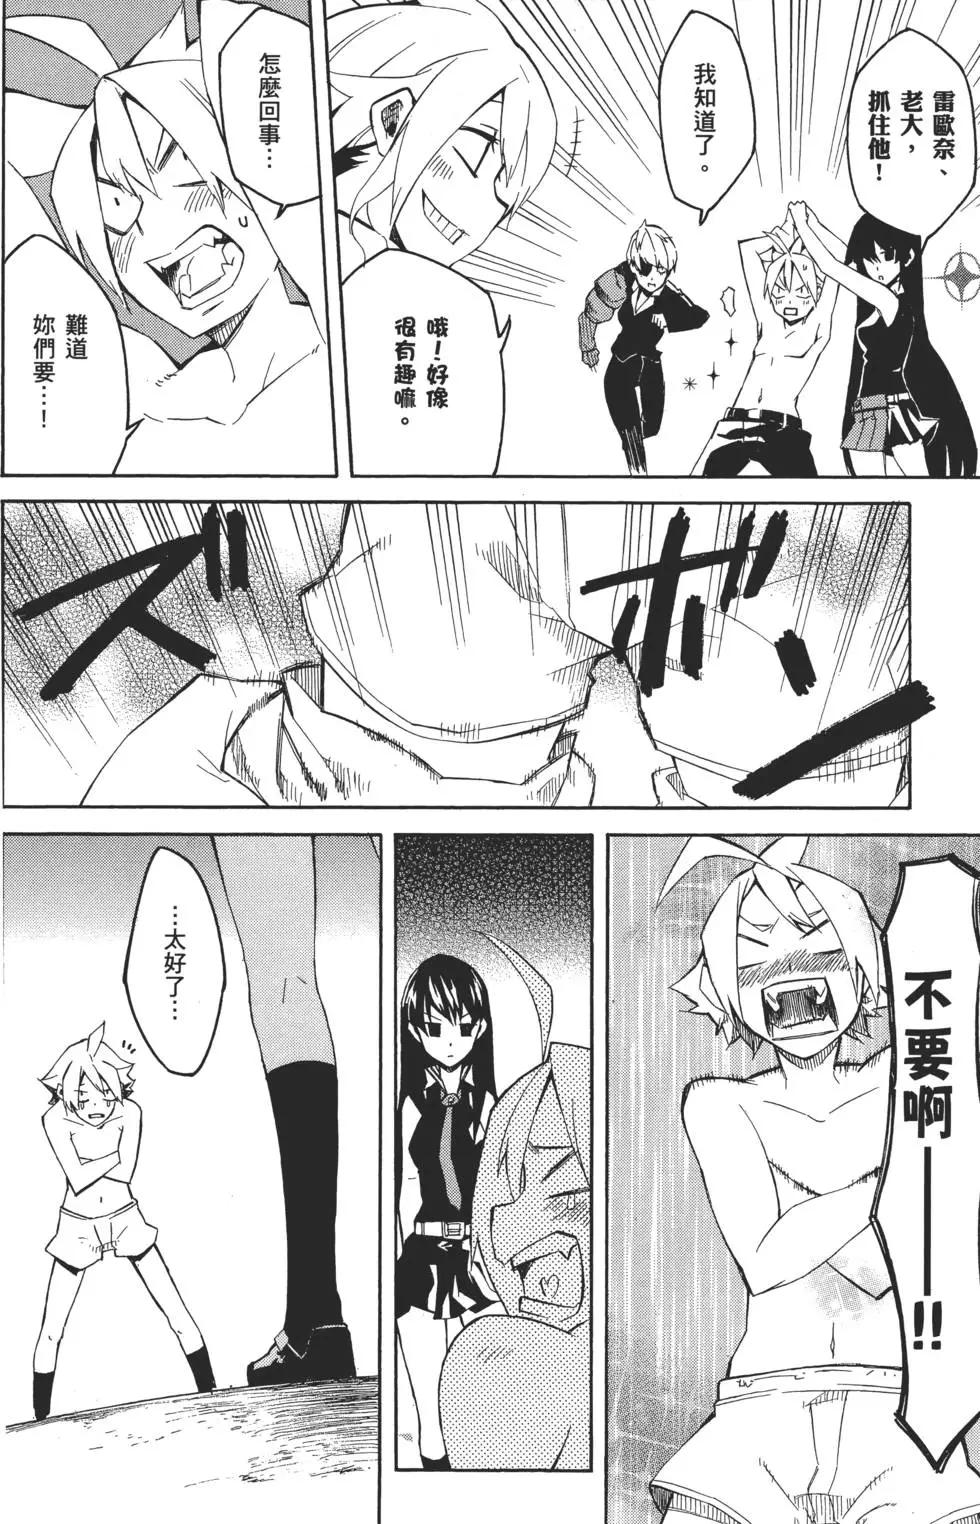 雷歐奈、
老大，
抓住他！
我知道了。
哦！好像
很有趣嘛。
怎麼回事…
難道
妳們要…！
ズボッ
不要啊——!!
…太好了…